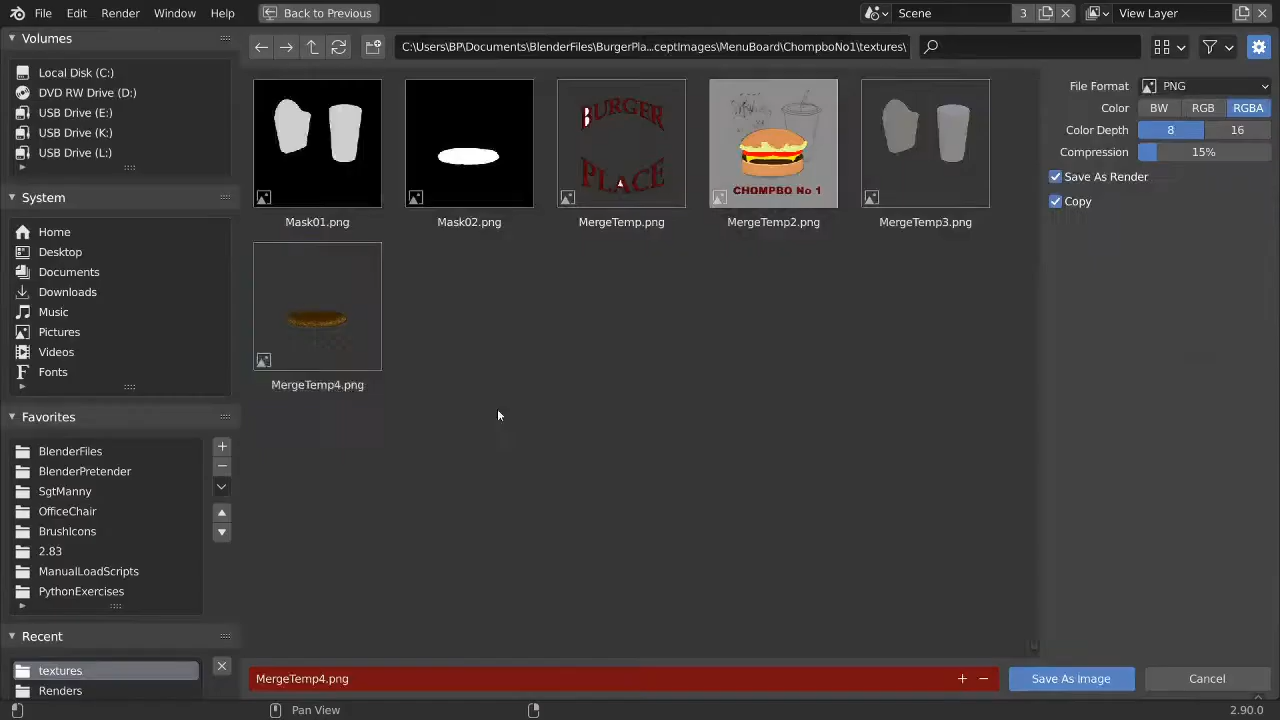 File Edit Render Window Help Back to Previous Scene 3 View Layer
Volumes
Local Disk (C:)
DVD RW Drive (D:)
USB Drive (E:)
USB Drive (K:)
USB Drive (L:)
System
Home
Desktop
Documents
Downloads
Music
Pictures
Videos
Fonts
Favorites
BlenderFiles
BlenderPretender
SgtManny
OfficeChair
BrushIcons
2.83
ManualLoadScripts
PythonExercises
Recent
textures
Renders
C:\Users\BP\Documents\BlenderFiles\BurgerPla...ceptImages\MenuBoard\ChompboNo1\textures\
BURGER
PLACE
CHOMPBO No 1
Mask01.png Mask02.png MergeTemp.png MergeTemp2.png MergeTemp3.png
MergeTemp4.png
File Format PNG
Color BW RGB RGBA
Color Depth 8 16
Compression 15%
Save As Render
Copy
MergeTemp4.png + − Save As Image Cancel
Pan View 2.90.0